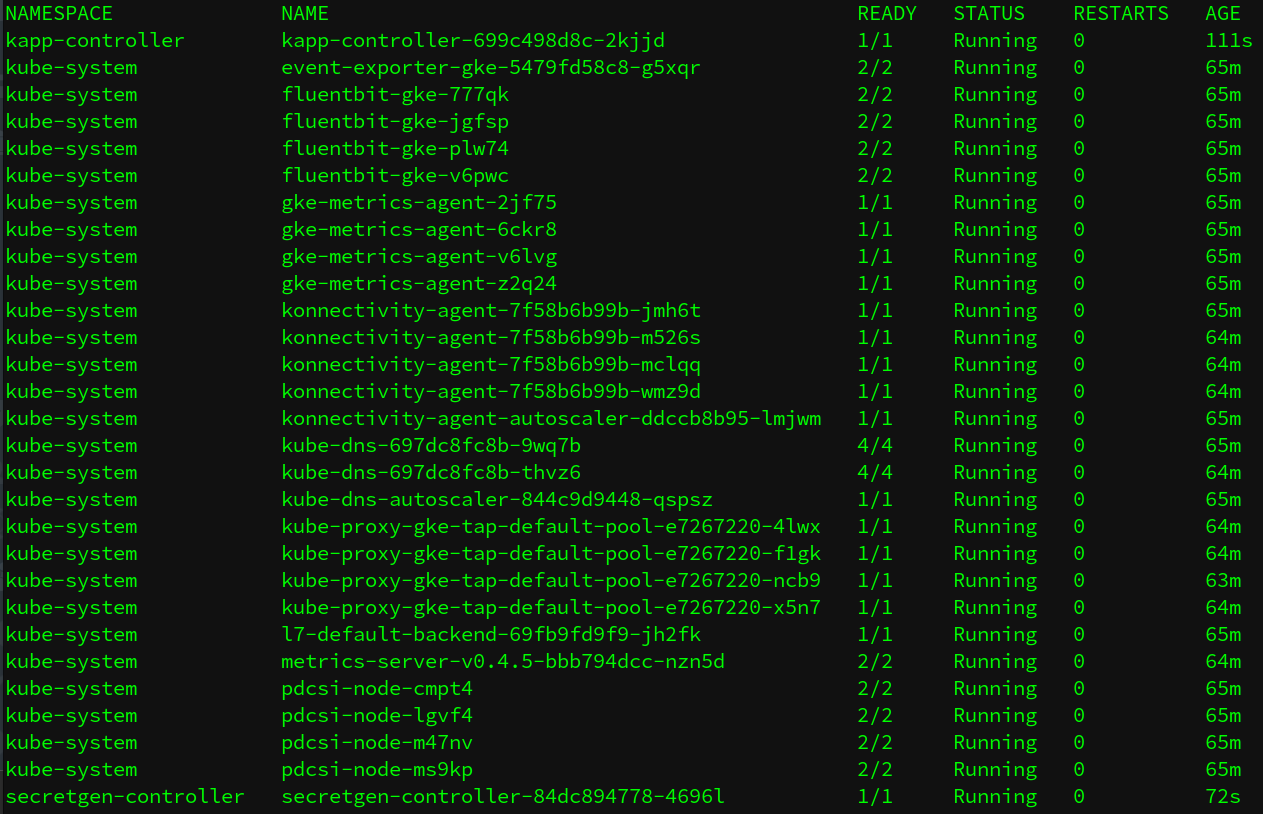 NAMESPACE NAME READY STATUS RESTARTS AGE
kapp-controller kapp-controller-699c498d8c-2kjjd 1/1 Running 0 111s
kube-system event-exporter-gke-5479fd58c8-g5xqr 2/2 Running 0 65m
kube-system fluentbit-gke-777qk 2/2 Running 0 65m
kube-system fluentbit-gke-jgfsp 2/2 Running 0 65m
kube-system fluentbit-gke-plw74 2/2 Running 0 65m
kube-system fluentbit-gke-v6pwc 2/2 Running 0 65m
kube-system gke-metrics-agent-2jf75 1/1 Running 0 65m
kube-system gke-metrics-agent-6ckr8 1/1 Running 0 65m
kube-system gke-metrics-agent-v6lvg 1/1 Running 0 65m
kube-system gke-metrics-agent-z2q24 1/1 Running 0 65m
kube-system konnectivity-agent-7f58b6b99b-jmh6t 1/1 Running 0 65m
kube-system konnectivity-agent-7f58b6b99b-m526s 1/1 Running 0 64m
kube-system konnectivity-agent-7f58b6b99b-mclqq 1/1 Running 0 64m
kube-system konnectivity-agent-7f58b6b99b-wmz9d 1/1 Running 0 64m
kube-system konnectivity-agent-autoscaler-ddccb8b95-lmjwm 1/1 Running 0 65m
kube-system kube-dns-697dc8fc8b-9wq7b 4/4 Running 0 65m
kube-system kube-dns-697dc8fc8b-thvz6 4/4 Running 0 64m
kube-system kube-dns-autoscaler-844c9d9448-qspsz 1/1 Running 0 65m
kube-system kube-proxy-gke-tap-default-pool-e7267220-4lwx 1/1 Running 0 64m
kube-system kube-proxy-gke-tap-default-pool-e7267220-f1gk 1/1 Running 0 64m
kube-system kube-proxy-gke-tap-default-pool-e7267220-ncb9 1/1 Running 0 63m
kube-system kube-proxy-gke-tap-default-pool-e7267220-x5n7 1/1 Running 0 64m
kube-system l7-default-backend-69fb9fd9f9-jh2fk 1/1 Running 0 65m
kube-system metrics-server-v0.4.5-bbb794dcc-nzn5d 2/2 Running 0 64m
kube-system pdcsi-node-cmpt4 2/2 Running 0 65m
kube-system pdcsi-node-lgvf4 2/2 Running 0 65m
kube-system pdcsi-node-m47nv 2/2 Running 0 65m
kube-system pdcsi-node-ms9kp 2/2 Running 0 65m
secretgen-controller secretgen-controller-84dc894778-4696l 1/1 Running 0 72s